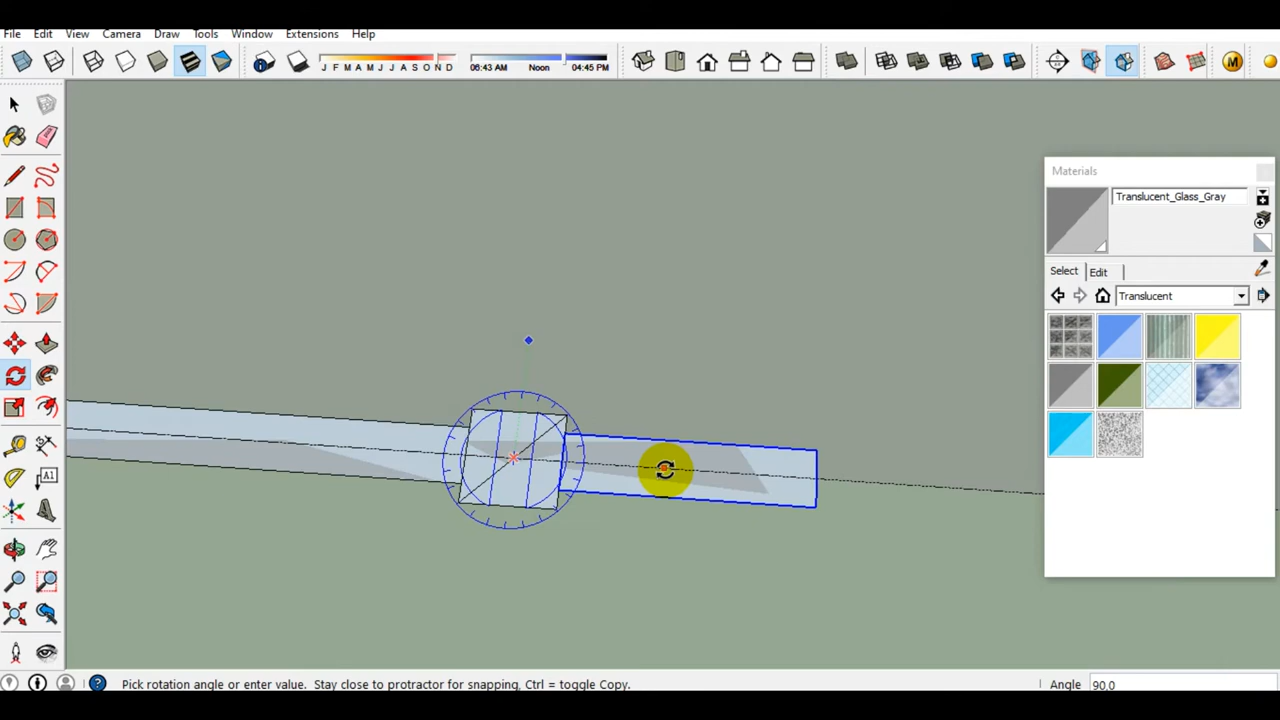 File Edit View Camera Draw Tools Window Extensions Help
J F M A M J J A S O N D 06:43 AM Noon 04:45 PM
M
Materials
Translucent_Glass_Gray
Select Edit
Translucent
A1
Pick rotation angle or enter value. Stay close to protractor for snapping, Ctrl = toggle Copy. Angle 90,0